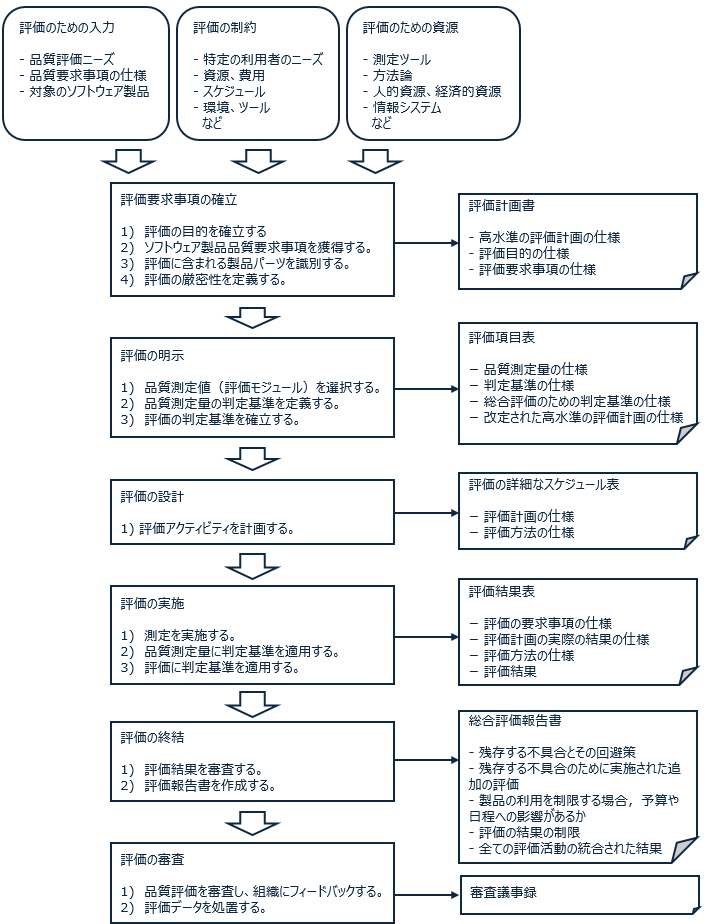 評価のための入力
- 品質評価ニーズ
- 品質要求事項の仕様
- 対象のソフトウェア製品
評価の制約
- 特定の利用者のニーズ
- 資源、費用
- スケジュール
- 環境、ツール
など
評価のための資源
- 測定ツール
- 方法論
- 人的資源、経済的資源
- 情報システム
など
評価要求事項の確立
1) 評価の目的を確立する
2) ソフトウェア製品品質要求事項を獲得する。
3) 評価に含まれる製品パーツを識別する。
4) 評価の厳密性を定義する。
評価計画書
- 高水準の評価計画の仕様
- 評価目的の仕様
- 評価要求事項の仕様
評価の明示
1) 品質測定値（評価モジュール）を選択する。
2) 品質測定量の判定基準を定義する。
3) 評価の判定基準を確立する。
評価項目表
– 品質測定量の仕様
– 判定基準の仕様
– 総合評価のための判定基準の仕様
– 改定された高水準の評価計画の仕様
評価の設計
1) 評価アクティビティを計画する。
評価の詳細なスケジュール表
– 評価計画の仕様
– 評価方法の仕様
評価の実施
1) 測定を実施する。
2) 品質測定量に判定基準を適用する。
3) 評価に判定基準を適用する。
評価結果表
– 評価の要求事項の仕様
– 評価計画の実際の結果の仕様
– 評価方法の仕様
– 評価結果
評価の終結
1) 評価結果を審査する。
2) 評価報告書を作成する。
総合評価報告書
- 残存する不具合とその回避策
- 残存する不具合のために実施された追
加の評価
- 製品の利用を制限する場合，予算や
日程への影響があるか
- 評価の結果の制限
- 全ての評価活動の統合された結果
評価の審査
1) 品質評価を審査し、組織にフィードバックする。
2) 評価データを処置する。
審査議事録